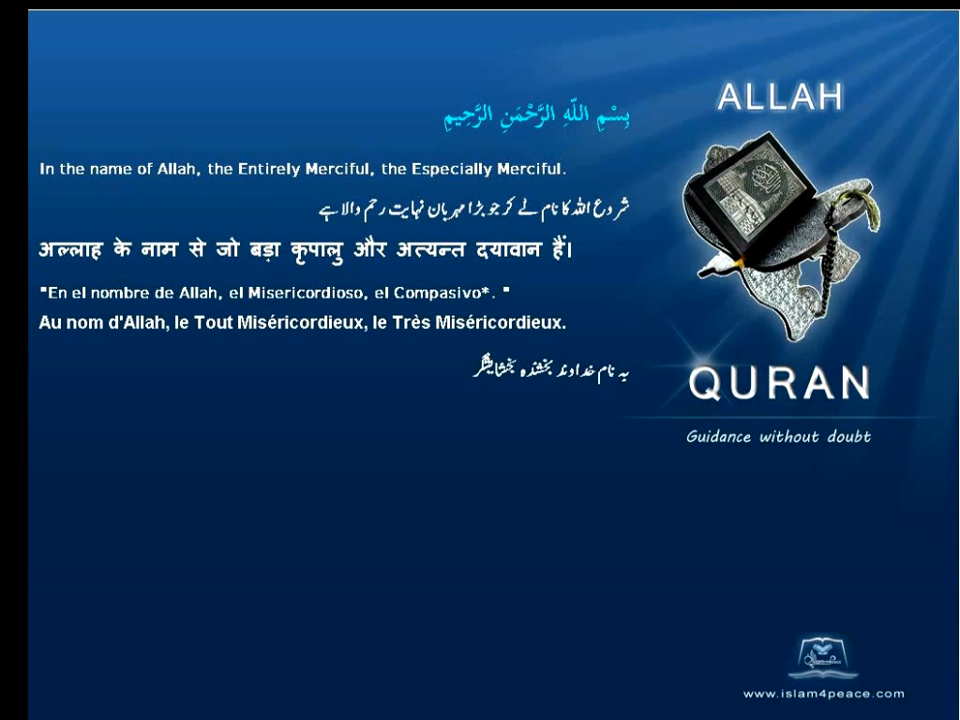 بِسْمِ اللّهِ الرَّحْمَنِ الرَّحِيمِ
In the name of Allah, the Entirely Merciful, the Especially Merciful.
شروع اللہ کا نام لے کر جو بڑا مہربان نہایت رحم والا ہے
अल्लाह के नाम से जो बड़ा कृपालु और अत्यन्त दयावान हैं।
"En el nombre de Allah, el Misericordioso, el Compasivo*. "
Au nom d'Allah, le Tout Miséricordieux, le Très Miséricordieux.
به نام خداوند بخشنده بخشایشگر
ALLAH
QURAN
Guidance without doubt
www.islam4peace.com